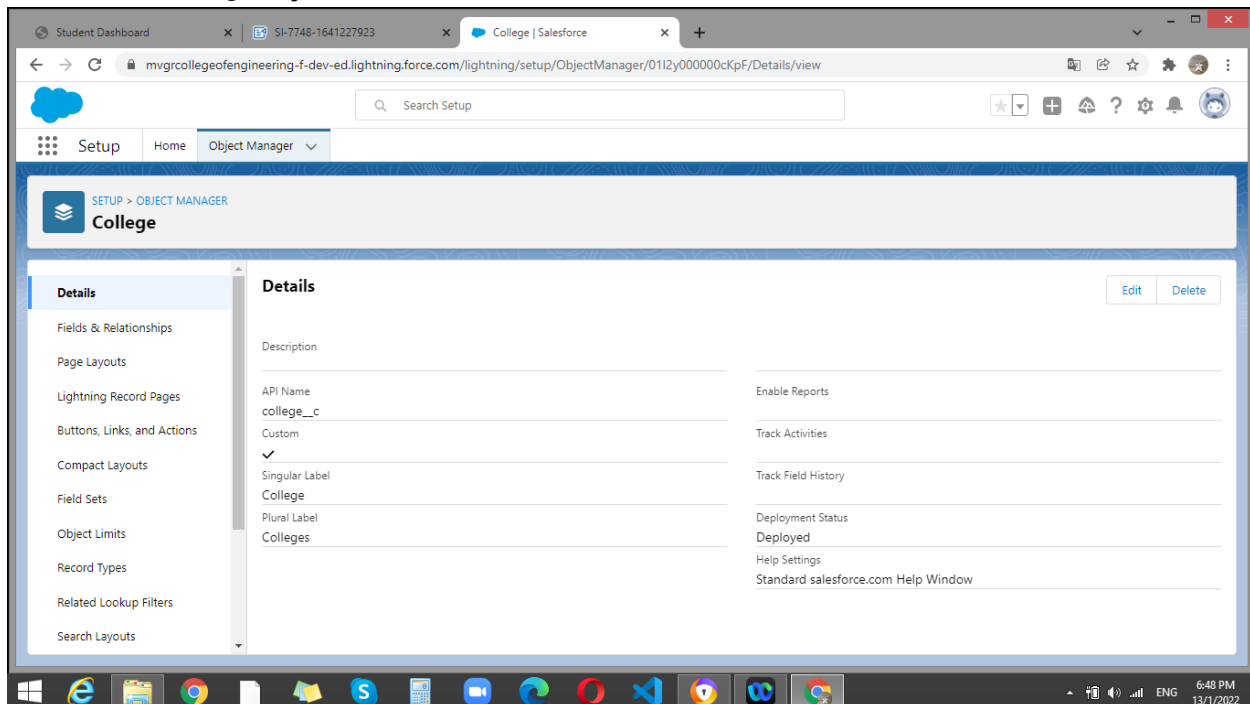 Student Dashboard
SI-7748-1641227923
College | Salesforce
mvgrcollegeofengineering-f-dev-ed.lightning.force.com/lightning/setup/ObjectManager/01I2y000000cKpF/Details/view
Search Setup
Setup
Home
Object Manager
SETUP > OBJECT MANAGER
College
Details
Fields & Relationships
Page Layouts
Lightning Record Pages
Buttons, Links, and Actions
Compact Layouts
Field Sets
Object Limits
Record Types
Related Lookup Filters
Search Layouts
Details
Edit
Delete
Description
API Name
college__c
Custom
Singular Label
College
Plural Label
Colleges
Enable Reports
Track Activities
Track Field History
Deployment Status
Deployed
Help Settings
Standard salesforce.com Help Window
ENG
6:48 PM
13/1/2022